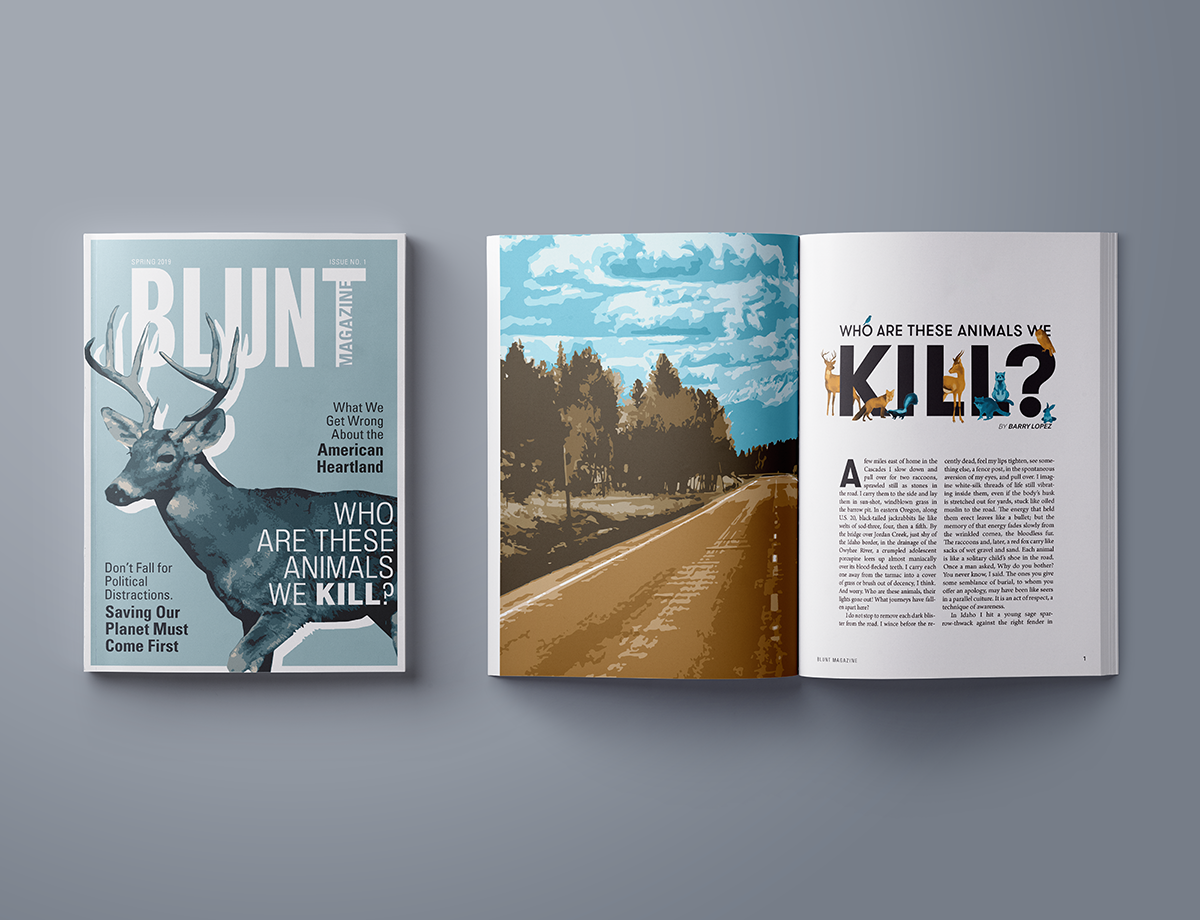 SPRING 2019
ISSUE NO. 1
BLUNT
MAGAZINE
What We
Get Wrong
About the
American
Heartland
WHO
ARE THESE
ANIMALS
WE KILL?
Don't Fall for
Political
Distractions.
Saving Our
Planet Must
Come First
WHO ARE THESE ANIMALS WE
KILL?
BY BARRY LOPEZ
A few miles east of home in the
Cascades I slow down and
pull over for two raccoons,
sprawled still as stones in
the road. I carry them to the side and lay
them in sun-shot, windblown grass in
the barrow pit. In eastern Oregon, along
U.S. 20, black-tailed jackrabbits lie like
welts of sod-three, four, then a fifth. By
the bridge over Jordan Creek, just shy of
the Idaho border, in the drainage of the
Owyhee River, a crumpled adolescent
porcupine leers up almost maniacally
over its blood-flecked teeth. I carry each
one away from the tarmac into a cover
of grass or brush out of decency, I think.
And worry. Who are these animals, their
lights gone out? What journeys have fall-
en apart here?
I do not stop to remove each dark blis-
ter from the road. I wince before the re-
cently dead, feel my lips tighten, see some-
thing else, a fence post, in the spontaneous
aversion of my eyes, and pull over. I imag-
ine white-silk threads of life still vibrat-
ing inside them, even if the body's husk
is stretched out for yards, stuck like oiled
muslin to the road. The energy that held
them erect leaves like a bullet; but the
memory of that energy fades slowly from
the wrinkled cornea, the bloodless fur.
The raccoons and, later, a red fox carry like
sacks of wet gravel and sand. Each animal
is like a solitary child's shoe in the road.
Once a man asked, Why do you bother?
You never know, I said. The ones you give
some semblance of burial, to whom you
offer an apology, may have been like seers
in a parallel culture. It is an act of respect, a
technique of awareness.
In Idaho I hit a young sage spar-
row-thwack against the right fender in
BLUNT MAGAZINE
1